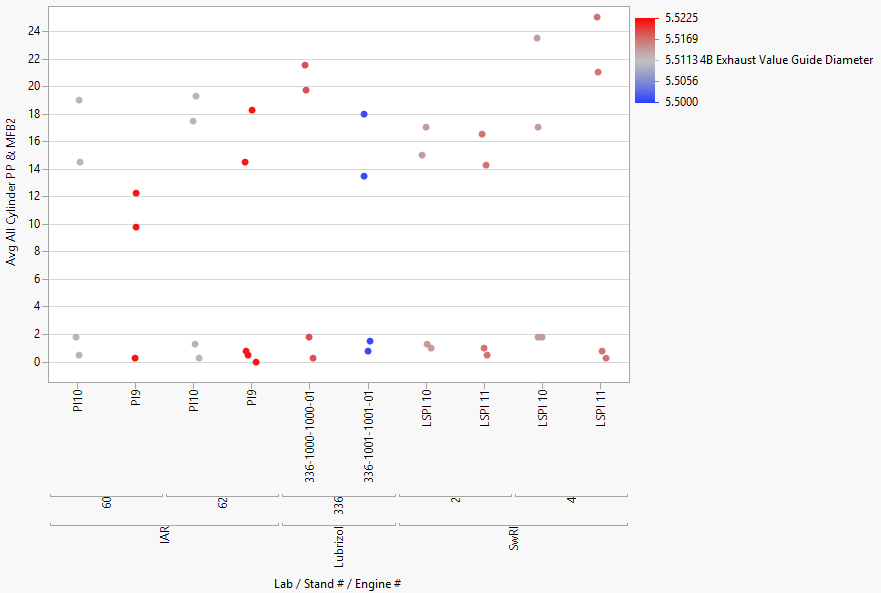 24
22
20
18
16
14
12
10
8
6
4
2
0
Avg All Cylinder PP & MFB2
5.5225
5.5169
5.5113 4B Exhaust Value Guide Diameter
5.5056
5.5000
PI10
PI9
PI10
PI9
336-1000-1000-01
336-1001-1001-01
LSPI 10
LSPI 11
LSPI 10
LSPI 11
60
62
336
2
4
IAR
Lubrizol
SwRI
Lab / Stand # / Engine #